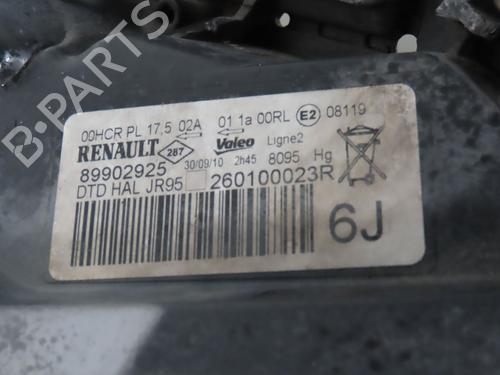 00HCR PL 17,5 02A 01 1a 00RL E2 08119
RENAULT 287 Valeo Ligne2
89902925 30/09/10 2h45 8095 Hg
DTD HAL JR95 260100023R
6J
B-PARTS